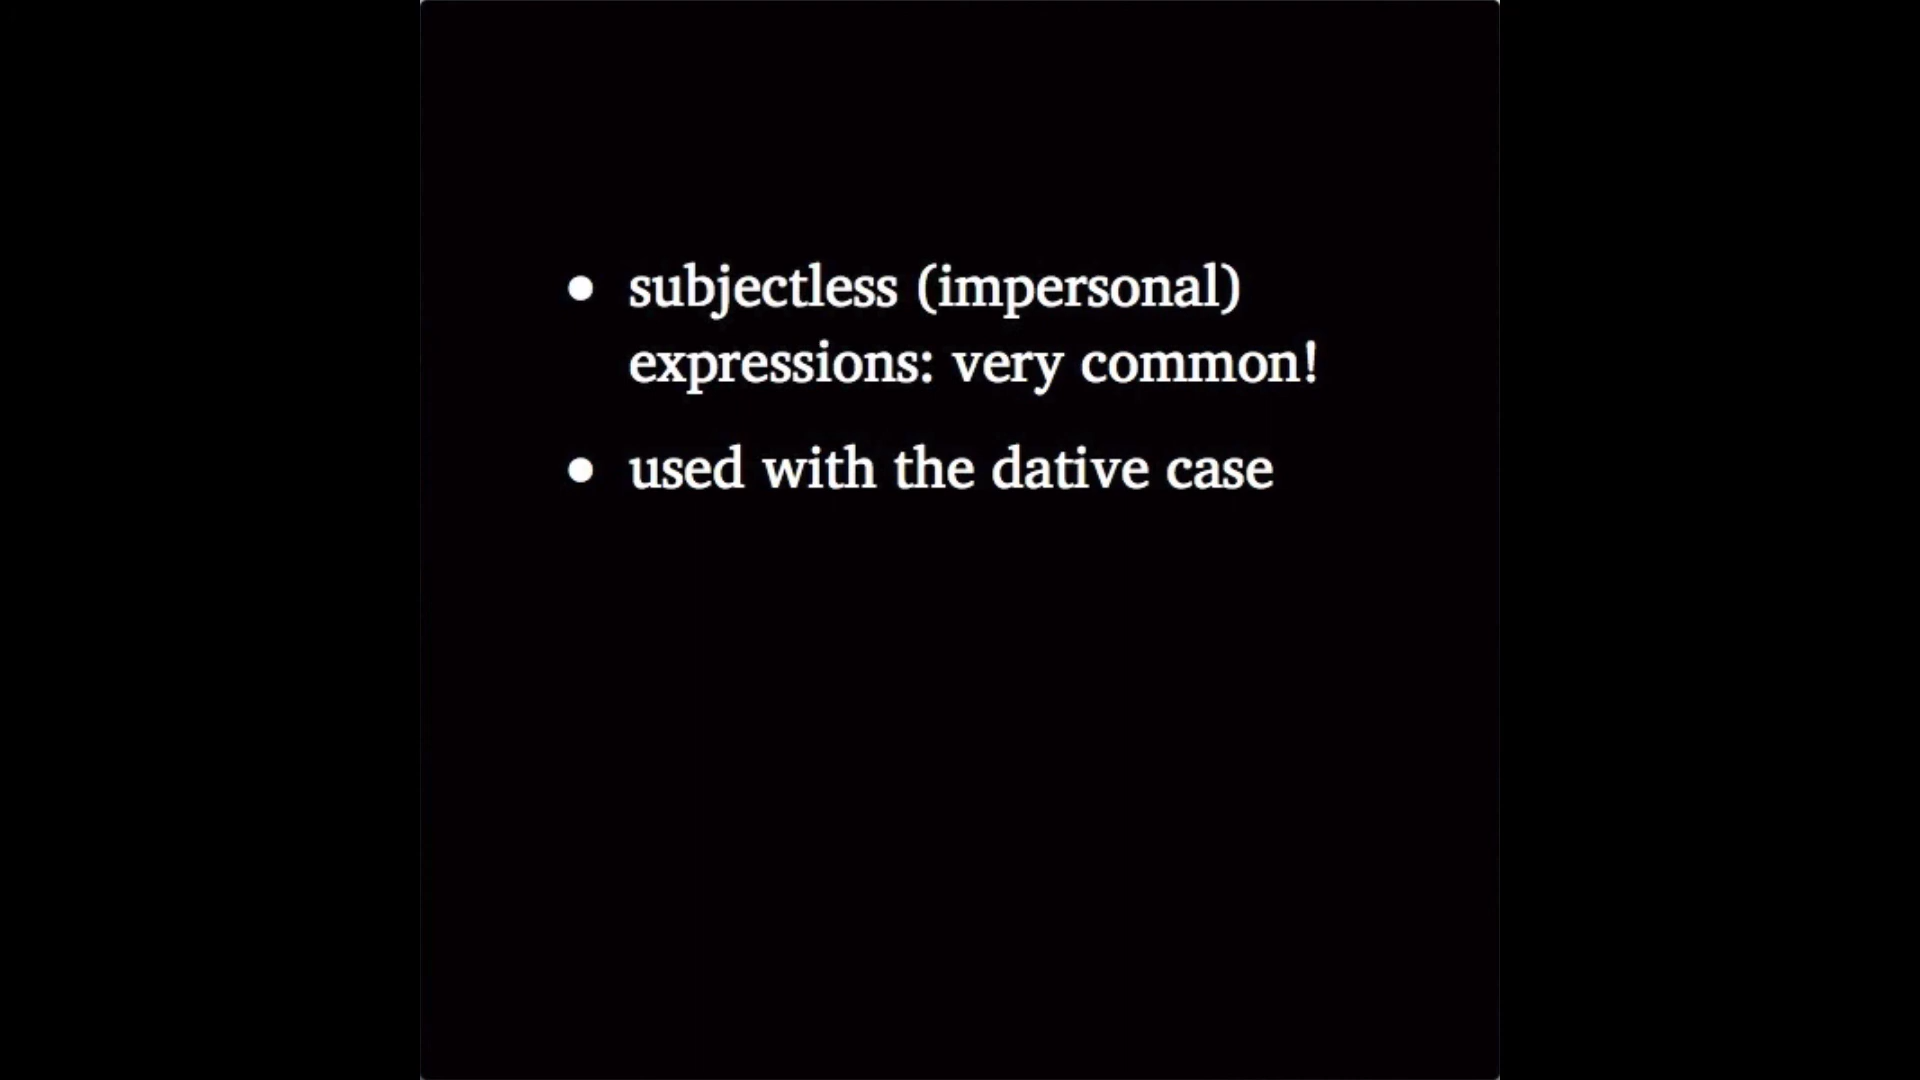 • subjectless (impersonal)
expressions: very common!
• used with the dative case